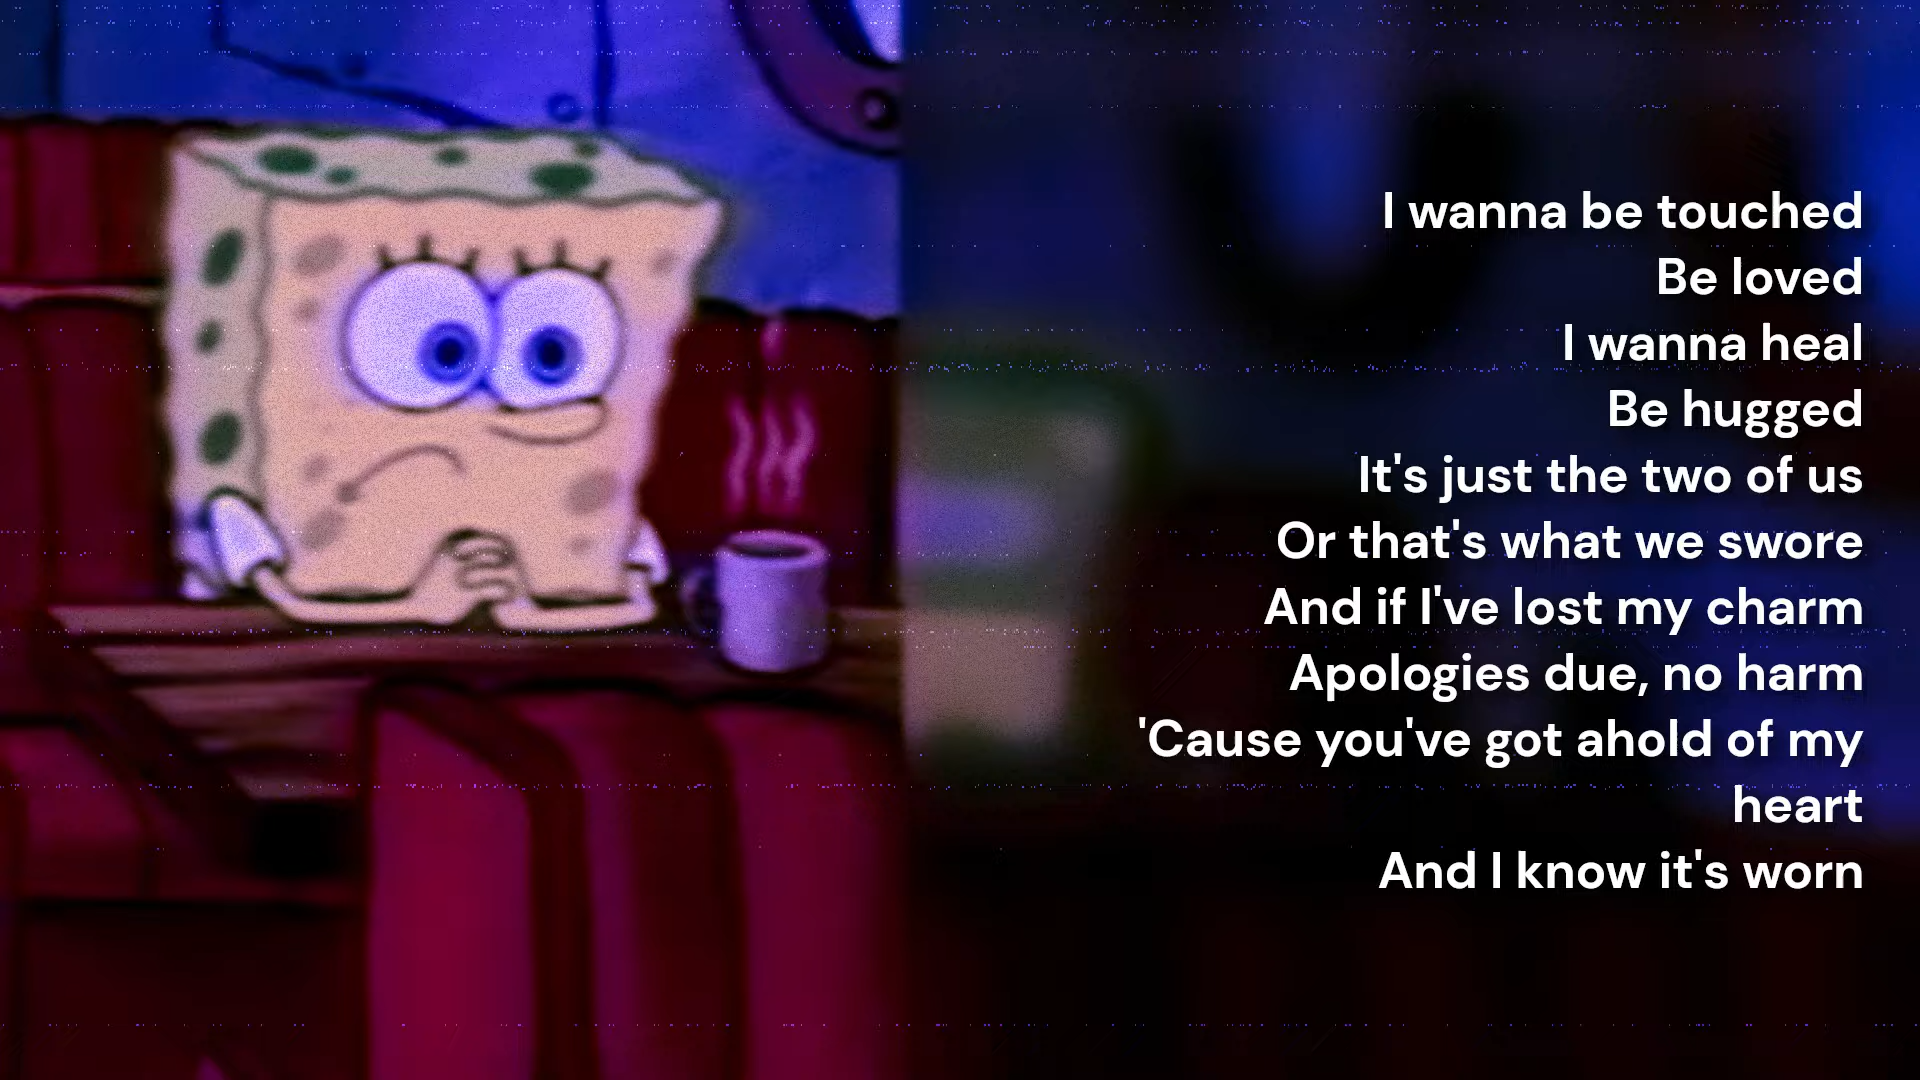 I wanna be touched
Be loved
I wanna heal
Be hugged
It's just the two of us
Or that's what we swore
And if I've lost my charm
Apologies due, no harm
'Cause you've got ahold of my
heart
And I know it's worn